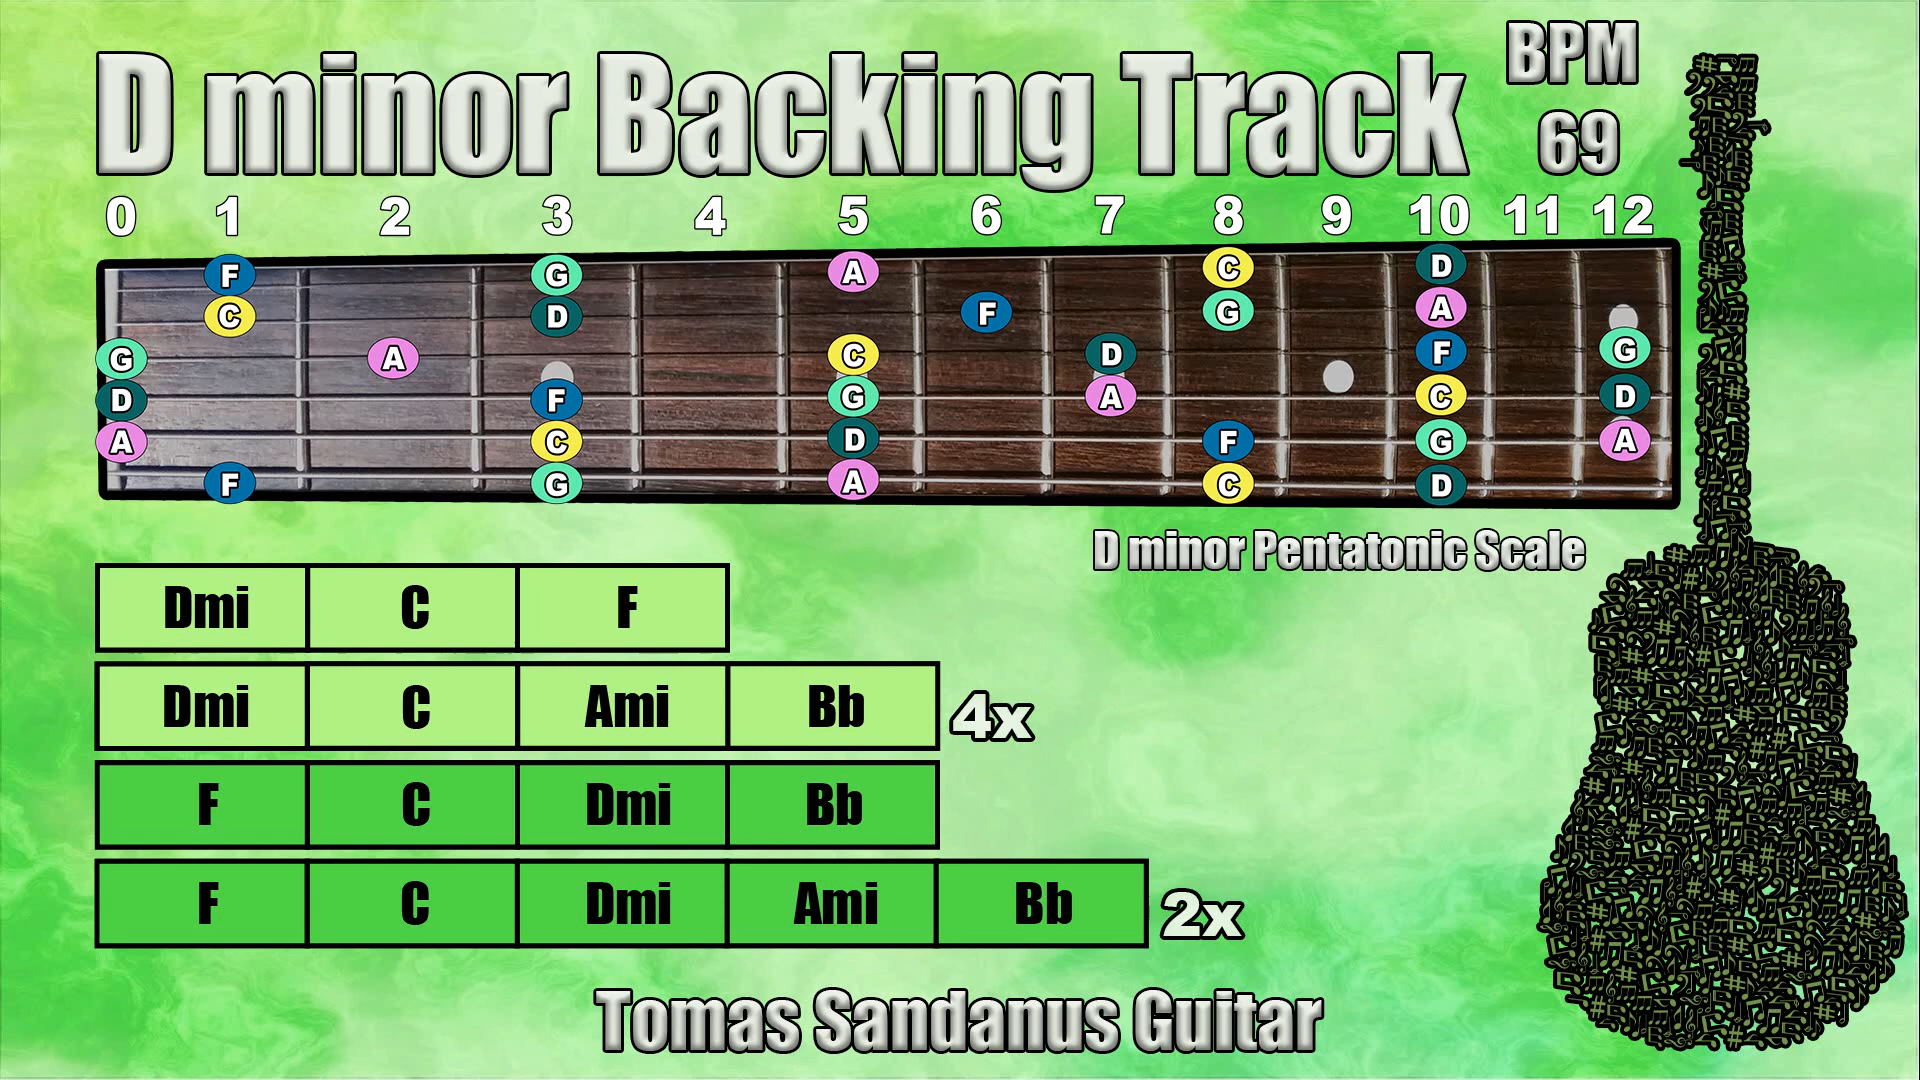 D minor Backing Track
BPM
69
0 1 2 3 4 5 6 7 8 9 10 11 12
F G A C D
C D F G A
G A C D F G
D F G A C D
A C D F G A
F G A C D
D minor Pentatonic Scale
Dmi C F
Dmi C Ami Bb 4x
F C Dmi Bb
F C Dmi Ami Bb 2x
Tomas Sandanus Guitar